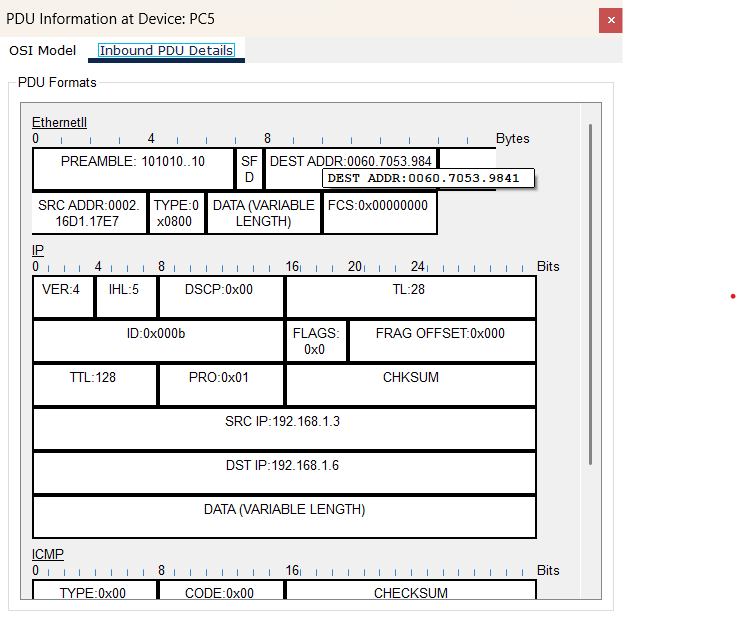 PDU Information at Device: PC5
OSI Model Inbound PDU Details
PDU Formats
EthernetII
0 4 8 Bytes
PREAMBLE: 101010..10
SF
D
DEST ADDR:0060.7053.984
DEST ADDR:0060.7053.9841
SRC ADDR:0002.
16D1.17E7
TYPE:0
x0800
DATA (VARIABLE
LENGTH)
FCS:0x00000000
IP
0 4 8 16 20 24 Bits
VER:4 IHL:5 DSCP:0x00 TL:28
ID:0x000b
FLAGS:
0x0
FRAG OFFSET:0x000
TTL:128 PRO:0x01 CHKSUM
SRC IP:192.168.1.3
DST IP:192.168.1.6
DATA (VARIABLE LENGTH)
ICMP
0 8 16 Bits
TYPE:0x00 CODE:0x00 CHECKSUM